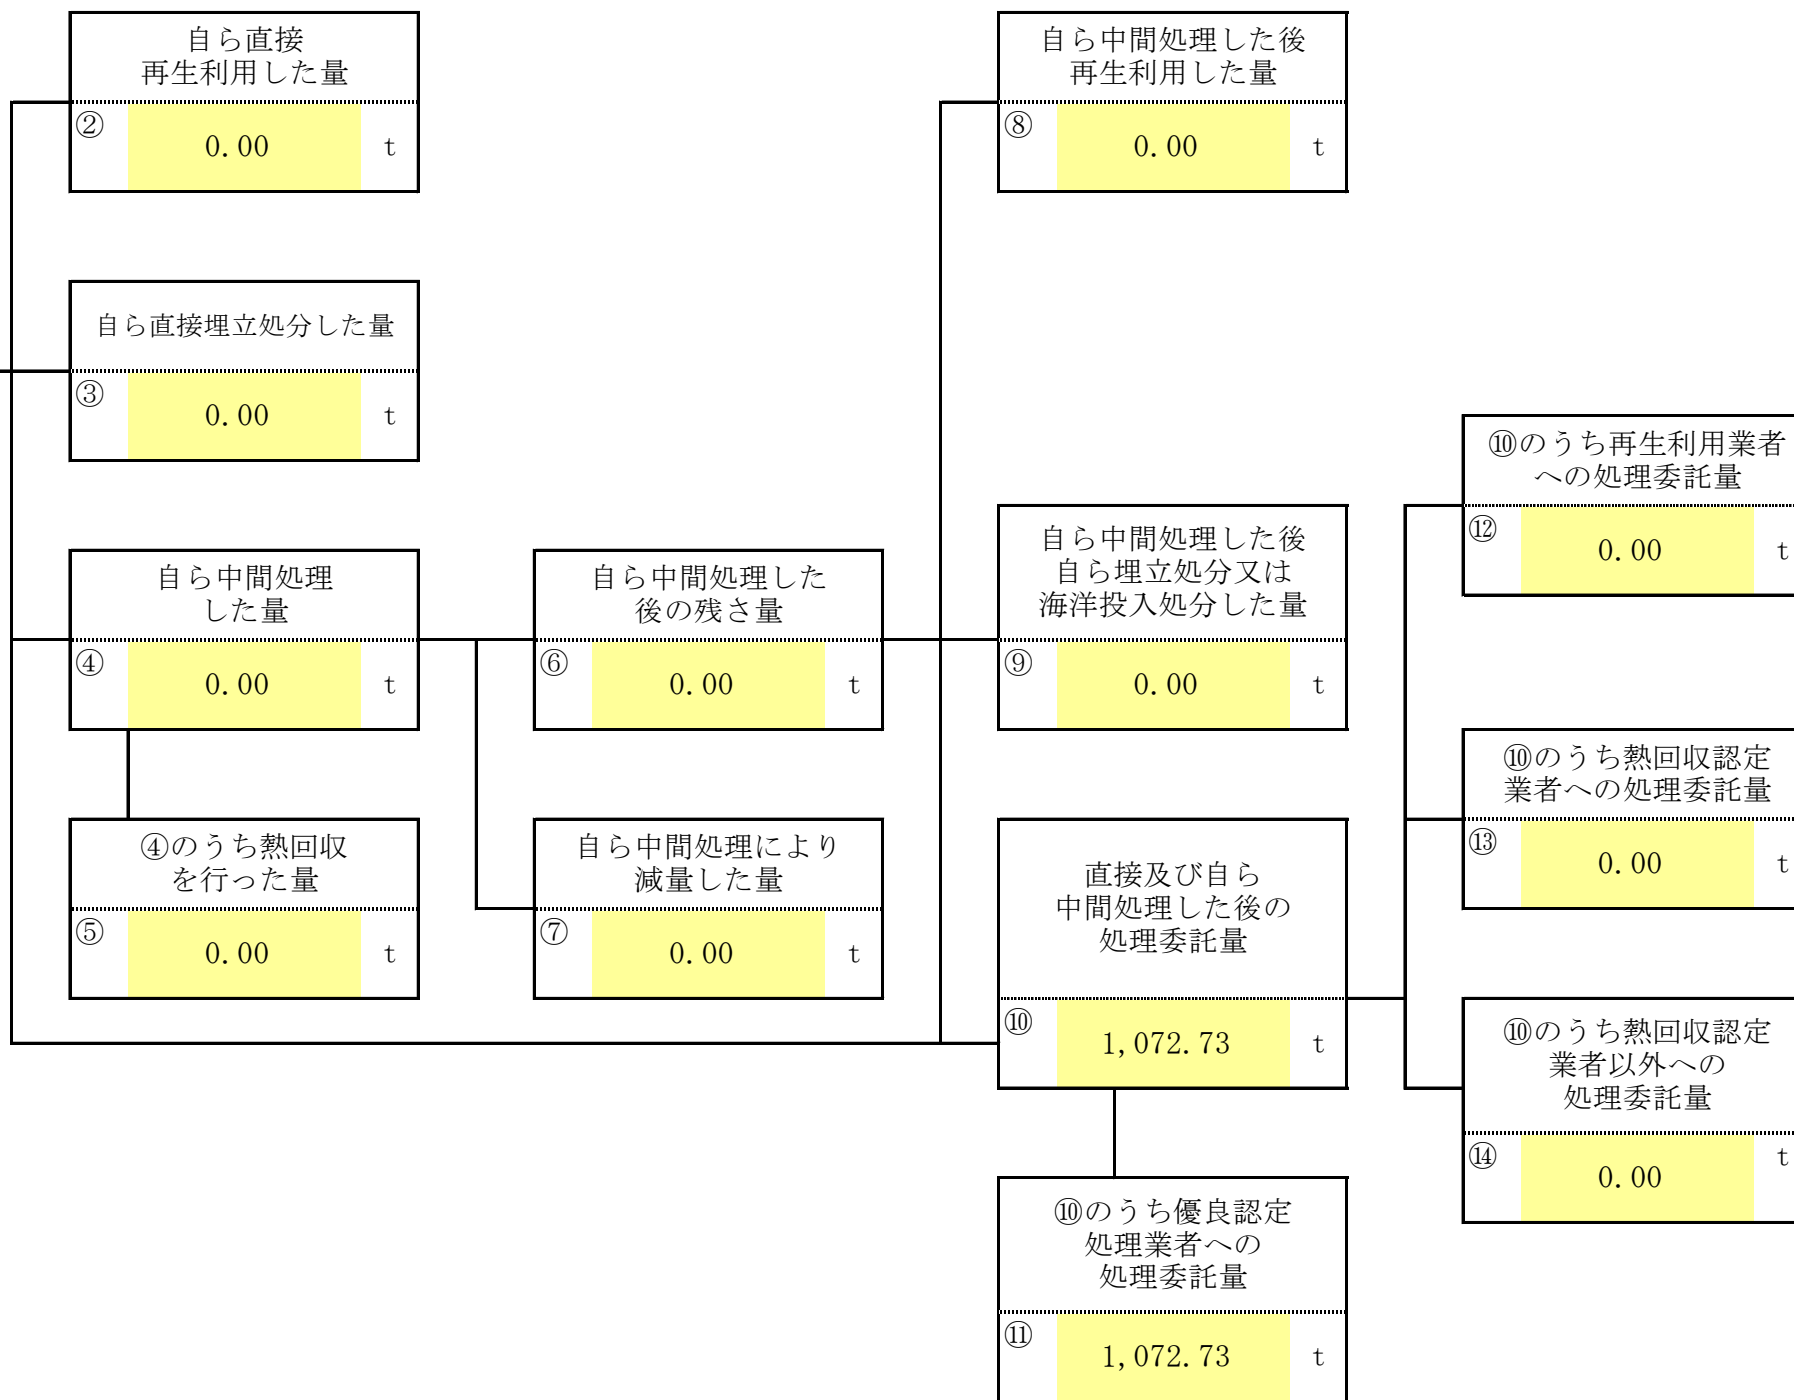 自ら直接
再生利用した量
②
0.00
t
自ら中間処理した後
再生利用した量
⑧
0.00
t
自ら直接埋立処分した量
③
0.00
t
⑩のうち再生利用業者
への処理委託量
⑫
0.00
t
自ら中間処理
した量
④
0.00
t
自ら中間処理した
後の残さ量
⑥
0.00
t
自ら中間処理した後
自ら埋立処分又は
海洋投入処分した量
⑨
0.00
t
⑩のうち熱回収認定
業者への処理委託量
⑬
0.00
t
④のうち熱回収
を行った量
⑤
0.00
t
自ら中間処理により
減量した量
⑦
0.00
t
直接及び自ら
中間処理した後の
処理委託量
⑩
1,072.73
t
⑩のうち熱回収認定
業者以外への
処理委託量
⑭
0.00
t
⑩のうち優良認定
処理業者への
処理委託量
⑪
1,072.73
t